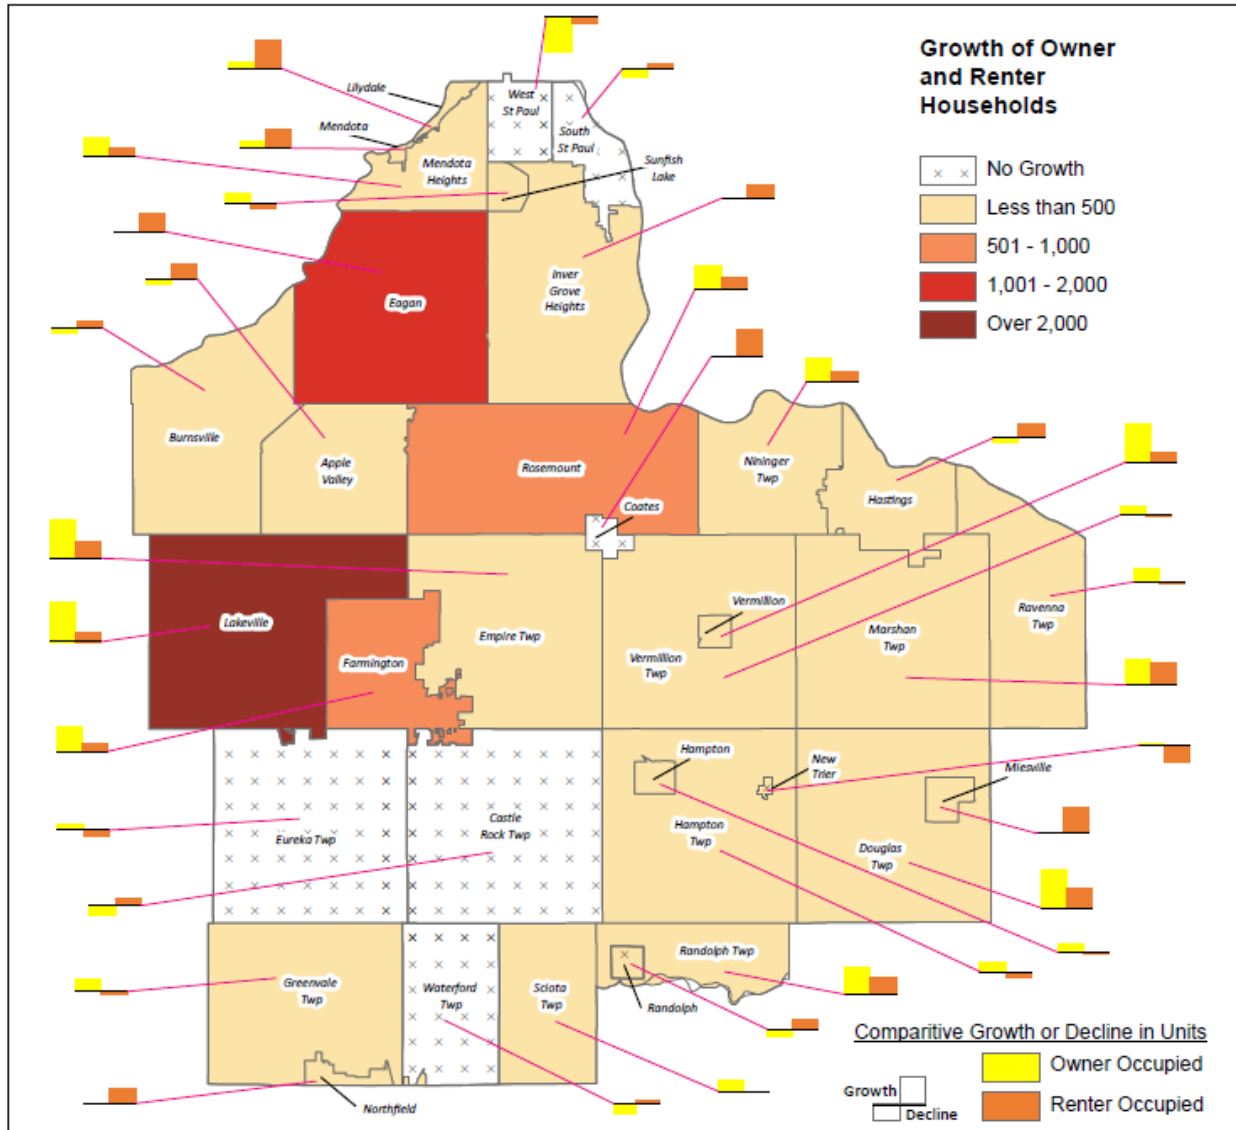 Growth of Owner
and Renter
Households
No Growth
Less than 500
501 - 1,000
1,001 - 2,000
Over 2,000
Lilydale
Mendota
West
St Paul
South
St Paul
Sunfish
Lake
Mendota
Heights
Eagan
Inver
Grove
Heights
Burnsville
Apple
Valley
Rosemount
Coates
Nininger
Twp
Hastings
Lakeville
Farmington
Empire Twp
Vermillion
Vermillion
Twp
Marshan
Twp
Ravenna
Twp
Eureka Twp
Castle
Rock Twp
Hampton
Hampton
Twp
New
Trier
Miesville
Douglas
Twp
Greenvale
Twp
Waterford
Twp
Sciota
Twp
Randolph Twp
Randolph
Northfield
Comparitive Growth or Decline in Units
Owner Occupied
Renter Occupied
Growth
Decline